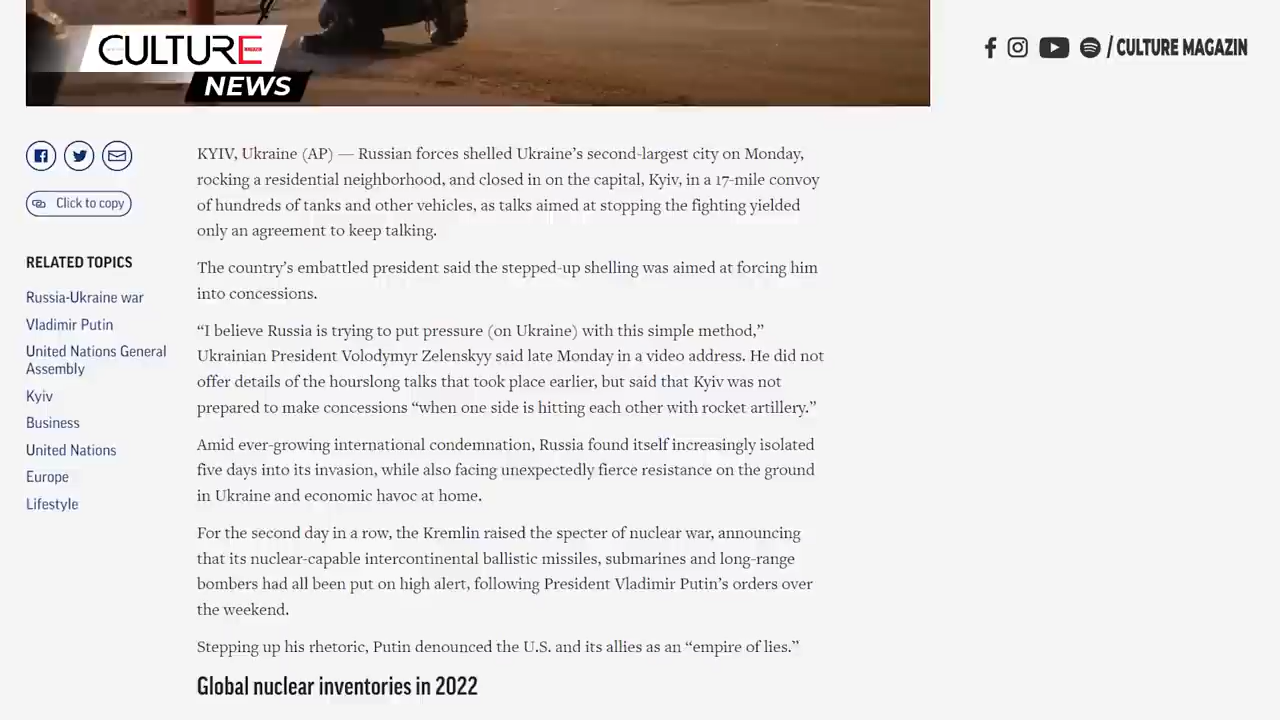 CULTURE
NEWS
/ CULTURE MAGAZIN
Click to copy
RELATED TOPICS
Russia-Ukraine war
Vladimir Putin
United Nations General
Assembly
Kyiv
Business
United Nations
Europe
Lifestyle
KYIV, Ukraine (AP) — Russian forces shelled Ukraine’s second-largest city on Monday,
rocking a residential neighborhood, and closed in on the capital, Kyiv, in a 17-mile convoy
of hundreds of tanks and other vehicles, as talks aimed at stopping the fighting yielded
only an agreement to keep talking.
The country’s embattled president said the stepped-up shelling was aimed at forcing him
into concessions.
“I believe Russia is trying to put pressure (on Ukraine) with this simple method,”
Ukrainian President Volodymyr Zelenskyy said late Monday in a video address. He did not
offer details of the hourslong talks that took place earlier, but said that Kyiv was not
prepared to make concessions “when one side is hitting each other with rocket artillery.”
Amid ever-growing international condemnation, Russia found itself increasingly isolated
five days into its invasion, while also facing unexpectedly fierce resistance on the ground
in Ukraine and economic havoc at home.
For the second day in a row, the Kremlin raised the specter of nuclear war, announcing
that its nuclear-capable intercontinental ballistic missiles, submarines and long-range
bombers had all been put on high alert, following President Vladimir Putin’s orders over
the weekend.
Stepping up his rhetoric, Putin denounced the U.S. and its allies as an “empire of lies.”
Global nuclear inventories in 2022